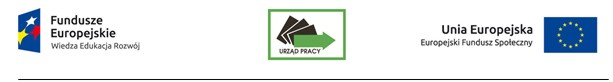 Fundusze
Europejskie
Wiedza Edukacja Rozwój
URZĄD PRACY
Unia Europejska
Europejski Fundusz Społeczny